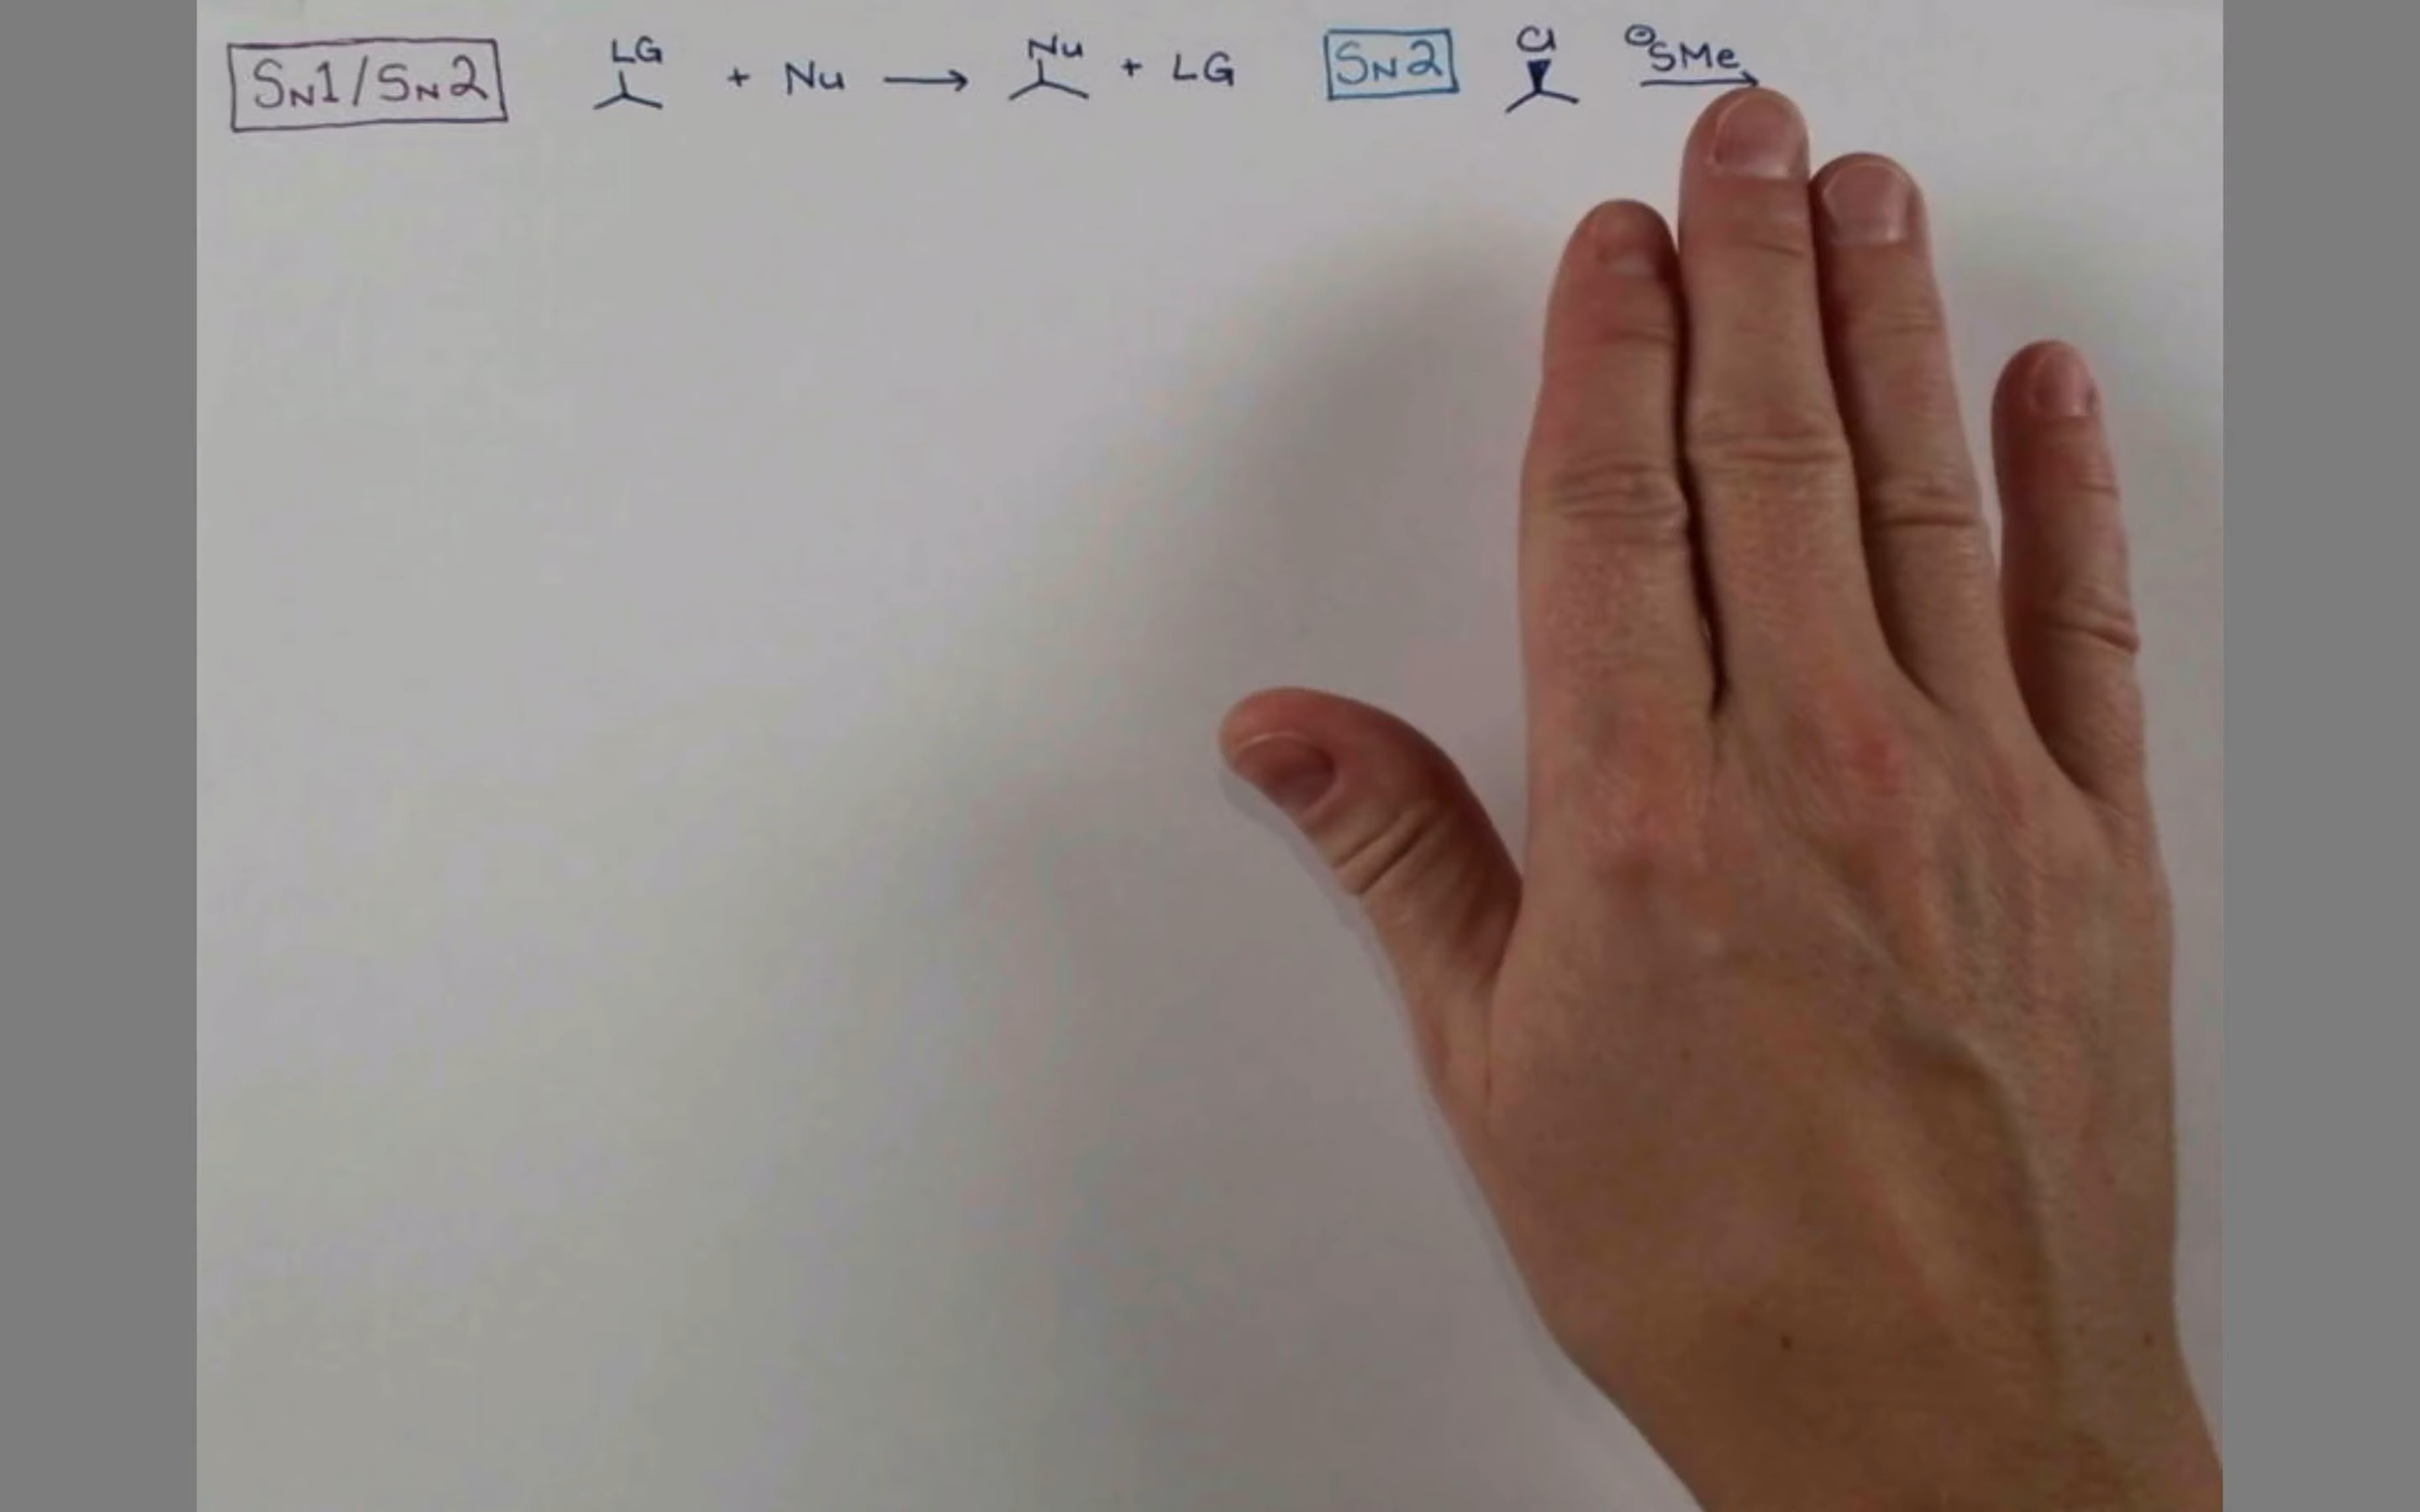 SN1/SN2 LG + Nu → Nu + LG SN2 Cl ⊖SMe →